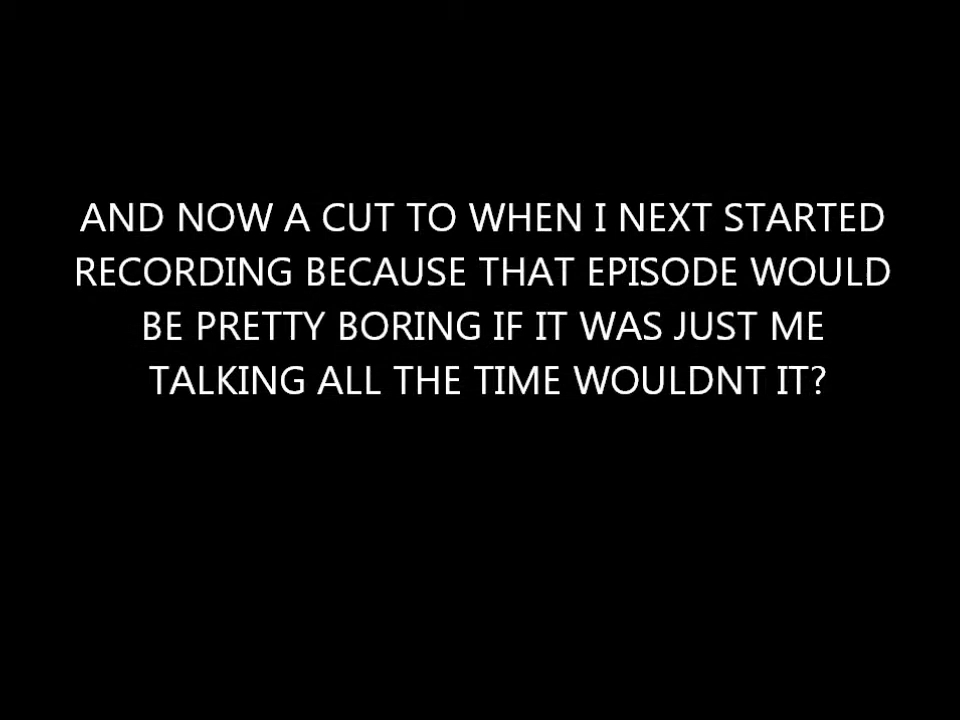 AND NOW A CUT TO WHEN I NEXT STARTED
RECORDING BECAUSE THAT EPISODE WOULD
BE PRETTY BORING IF IT WAS JUST ME
TALKING ALL THE TIME WOULDNT IT?